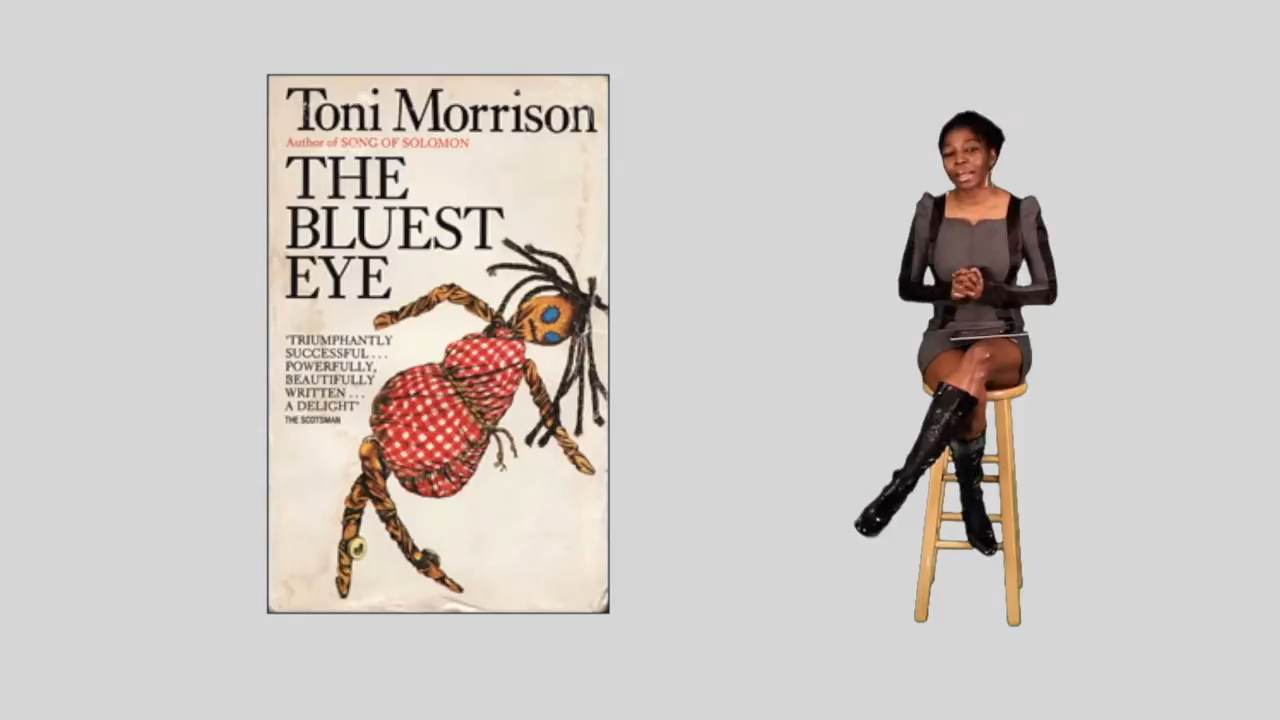 Toni Morrison
Author of SONG OF SOLOMON
THE
BLUEST
EYE
'TRIUMPHANTLY
SUCCESSFUL...
POWERFULLY,
BEAUTIFULLY
WRITTEN...
A DELIGHT'
THE SCOTSMAN